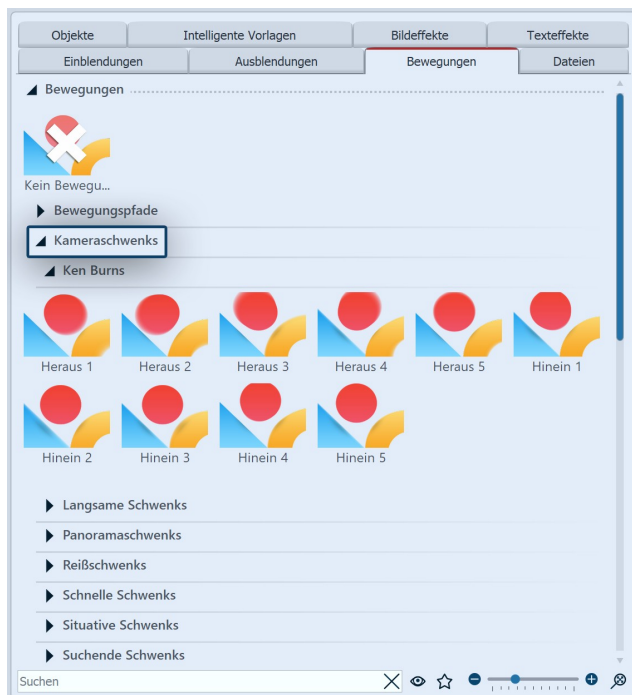 Objekte Intelligente Vorlagen Bildeffekte Texteffekte
Einblendungen Ausblendungen Bewegungen Dateien
Bewegungen
Kein Bewegu...
Bewegungspfade
Kameraschwenks
Ken Burns
Heraus 1 Heraus 2 Heraus 3 Heraus 4 Heraus 5 Hinein 1
Hinein 2 Hinein 3 Hinein 4 Hinein 5
Langsame Schwenks
Panoramaschwenks
Reißschwenks
Schnelle Schwenks
Situative Schwenks
Suchende Schwenks
Suchen